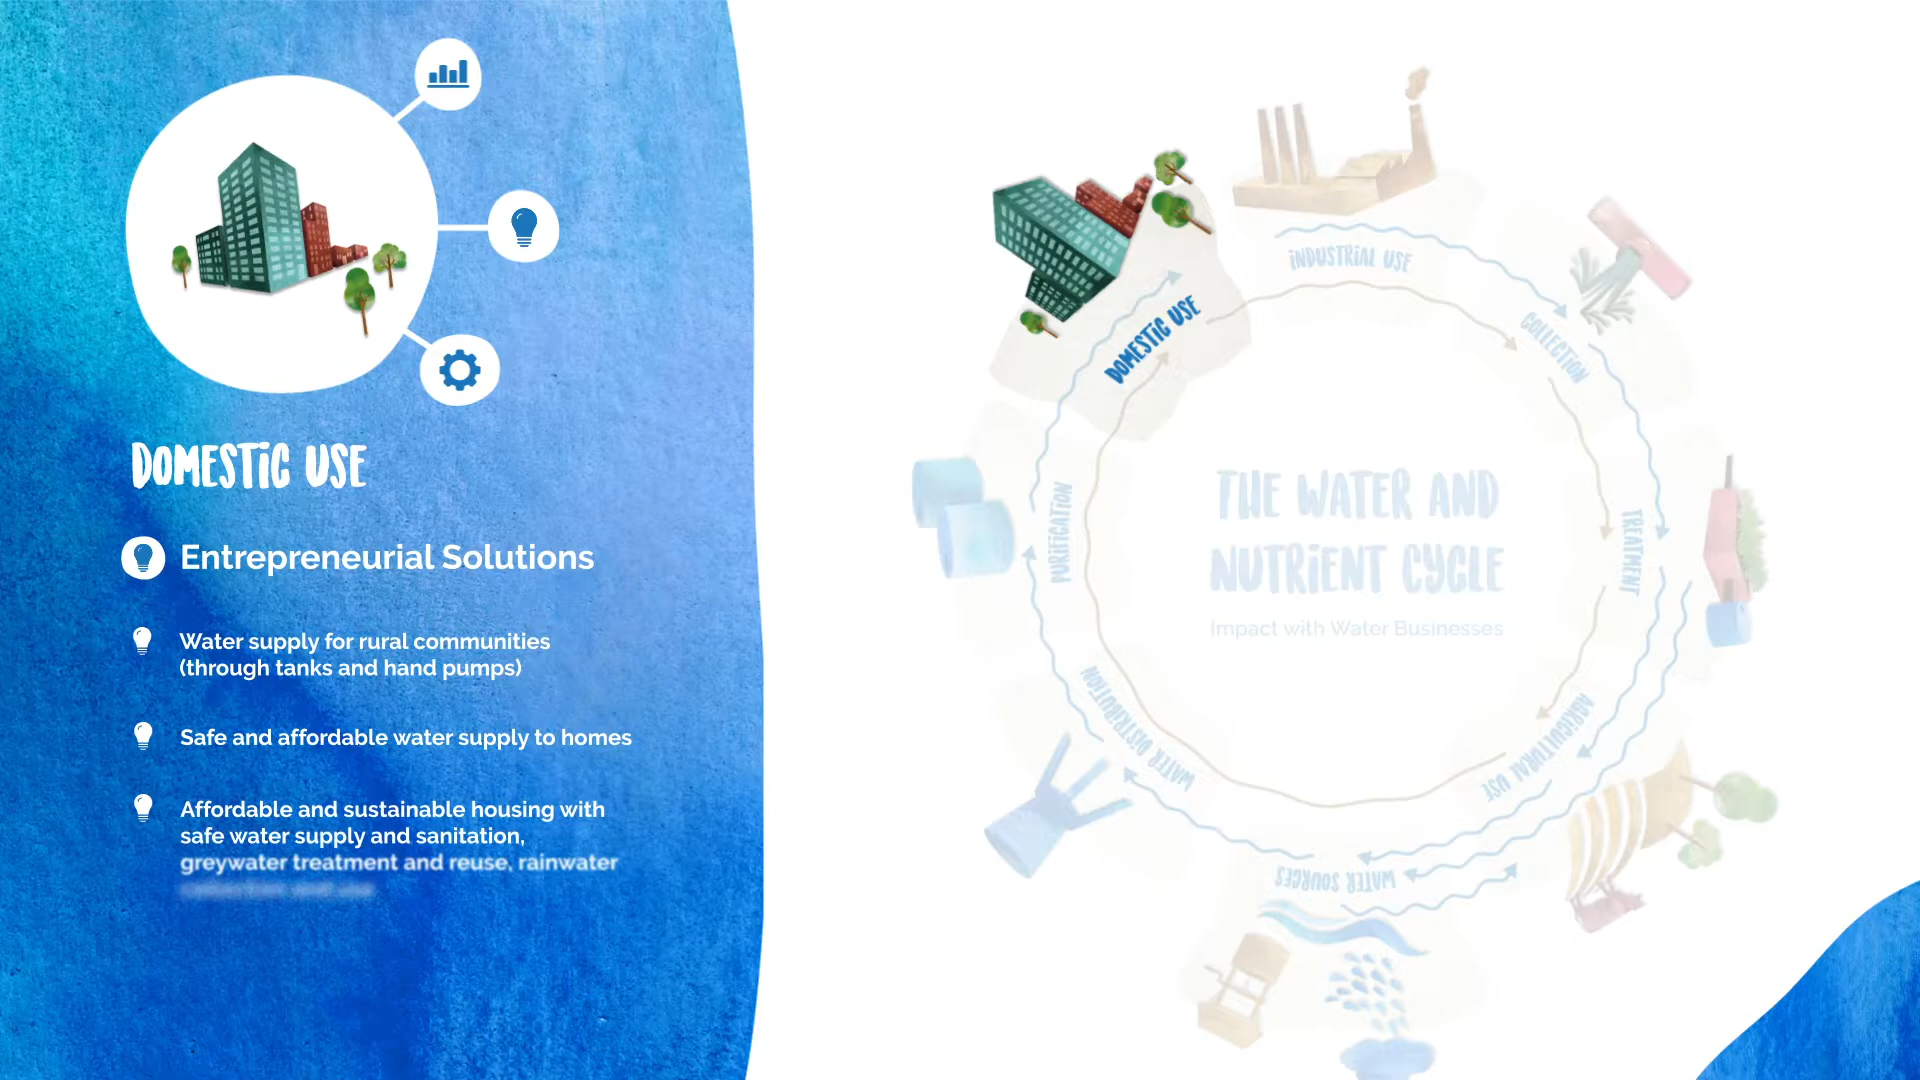 DOMESTiC USE
Entrepreneurial Solutions
Water supply for rural communities
(through tanks and hand pumps)
Safe and affordable water supply to homes
Affordable and sustainable housing with
safe water supply and sanitation,
greywater treatment and reuse, rainwater
iNDUSTRiAL USE
COLLECTiON
DOMESTiC USE
TREATMENT
PURiFiCATiON
THE WATER AND
NUTRiENT CYCLE
Impact with Water Businesses
WATER DiSTRiBUTiON
AGRiCULTURAL USE
WATER SOURCES